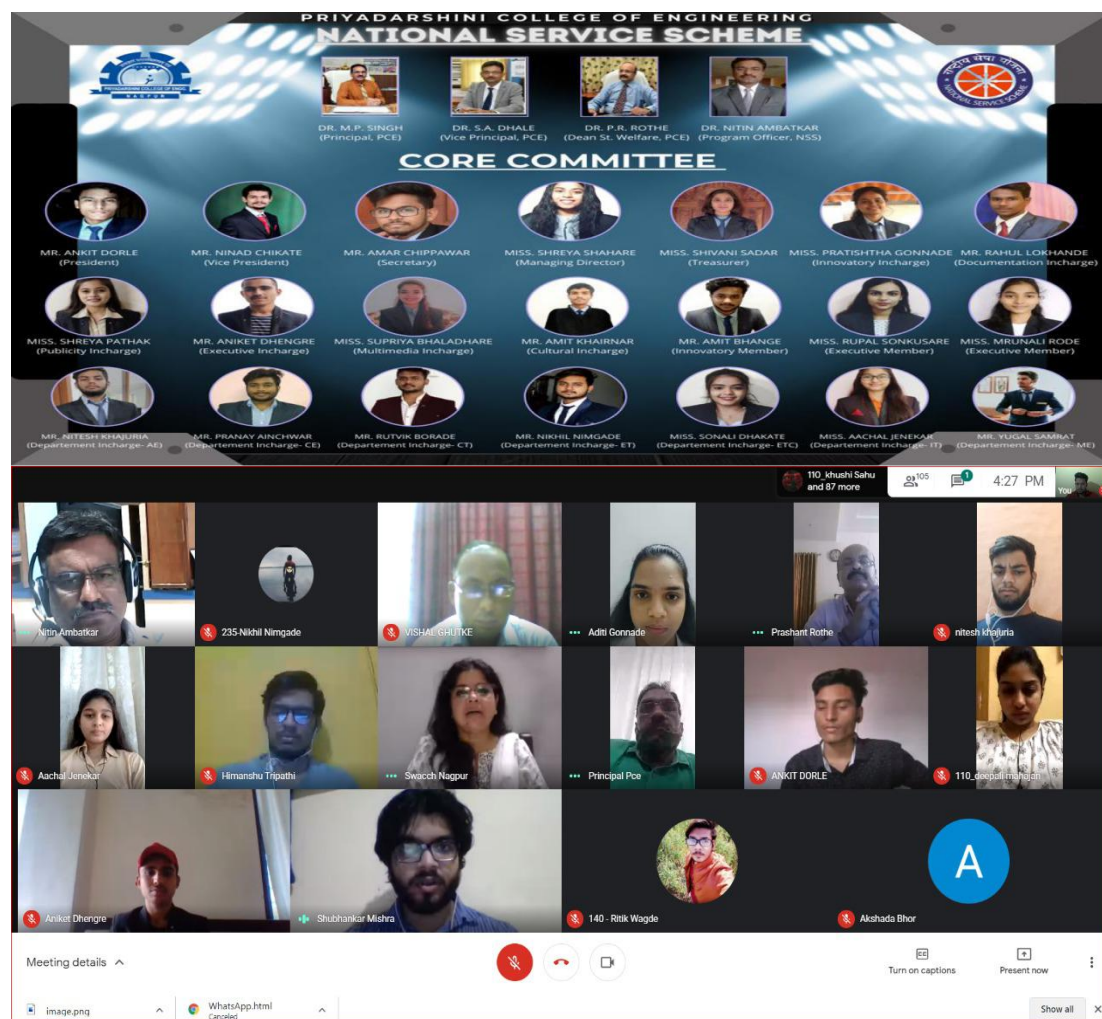 PRIYADARSHINI COLLEGE OF ENGINEERING
NATIONAL SERVICE SCHEME
PRIYADARSHINI COLLEGE OF ENGG.
NAGPUR
राष्ट्रीय सेवा योजना
NATIONAL SERVICE SCHEME
DR. M.P. SINGH DR. S.A. DHALE DR. P.R. ROTHE DR. NITIN AMBATKAR
(Principal, PCE) (Vice Principal, PCE) (Dean St. Welfare, PCE) (Program Officer, NSS)
CORE COMMITTEE
MR. ANKIT DORLE MR. NINAD CHIKATE MR. AMAR CHIPPAWAR MISS. SHREYA SHAHARE MISS. SHIVANI SADAR MISS. PRATISHTHA GONNADE MR. RAHUL LOKHANDE
(President) (Vice President) (Secretary) (Managing Director) (Treasurer) (Innovatory Incharge) (Documentation Incharge)
MISS. SHREYA PATHAK MR. ANIKET DHENGRE MISS. SUPRIYA BHALADHARE MR. AMIT KHAIRNAR MR. AMIT BHANGE MISS. RUPAL SONKUSARE MISS. MRUNALI RODE
(Publicity Incharge) (Executive Incharge) (Multimedia Incharge) (Cultural Incharge) (Innovatory Member) (Executive Member) (Executive Member)
MR. NITESH KHAJURIA MR. PRANAY AINCHWAR MR. RUTVIK BORADE MR. NIKHIL NIMGADE MISS. SONALI DHAKATE MISS. AACHAL JENEKAR MR. YUGAL SAMRAT
(Departement Incharge- AE) (Departement Incharge- CE) (Departement Incharge- CT) (Departement Incharge- ET) (Departement Incharge- ETC) (Departement Incharge- IT) (Departement Incharge- ME)
110_khushi Sahu
and 87 more
105 1 4:27 PM You
Nitin Ambatkar 235-Nikhil Nimgade VISHAL GHUTKE Aditi Gonnade Prashant Rothe nitesh khajuria
Aachal Jenekar Himanshu Tripathi Swacch Nagpur Principal Pce ANKIT DORLE 110_deepali mahajan
A
Aniket Dhengre Shubhankar Mishra 140 - Ritik Wagde Akshada Bhor
Meeting details
CC
Turn on captions Present now
image.png WhatsApp.html Show all
Canceled